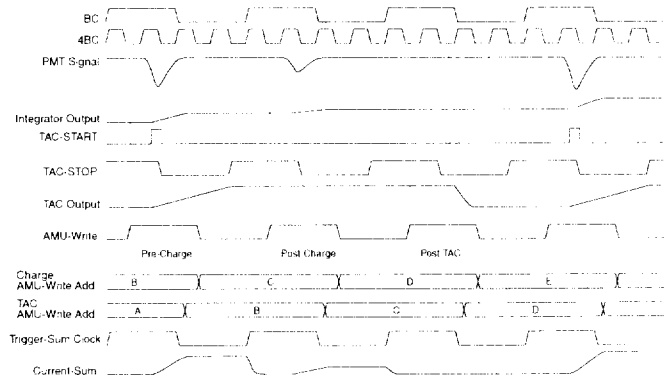 BC
4BC
PMT Signal
Integrator Output
TAC-START
TAC-STOP
TAC Output
AMU-Write
Pre-Charge Post Charge Post TAC
Charge
AMU-Write Add B C D E
TAC
AMU-Write Add A B C D
Trigger-Sum Clock
Current-Sum